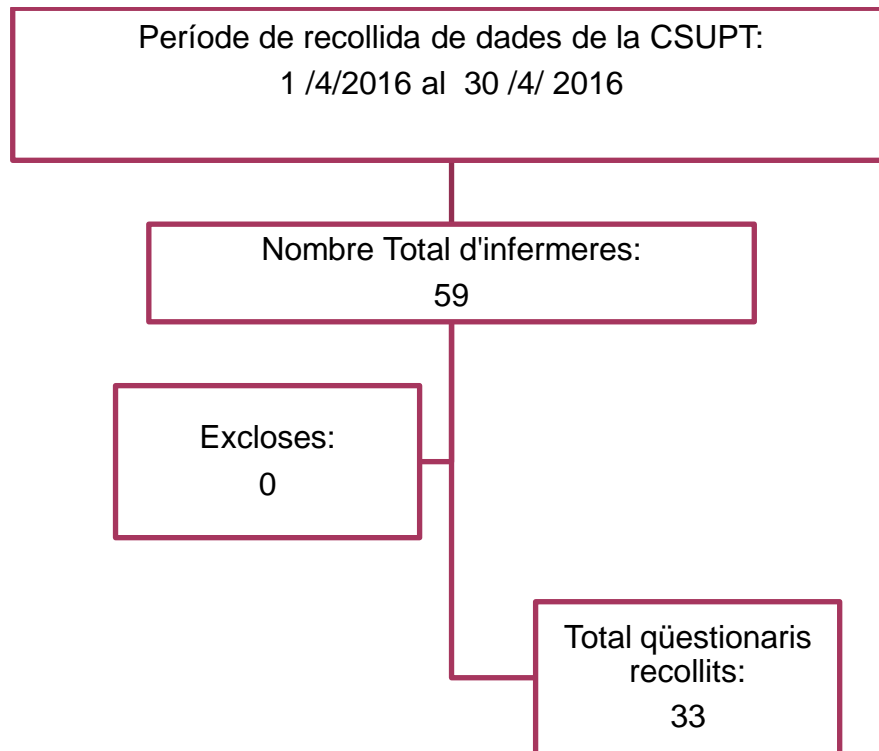 Període de recollida de dades de la CSUPT:
1 /4/2016 al  30 /4/ 2016
Nombre Total d'infermeres:
59
Excloses:
0
Total qüestionaris
recollits:
33